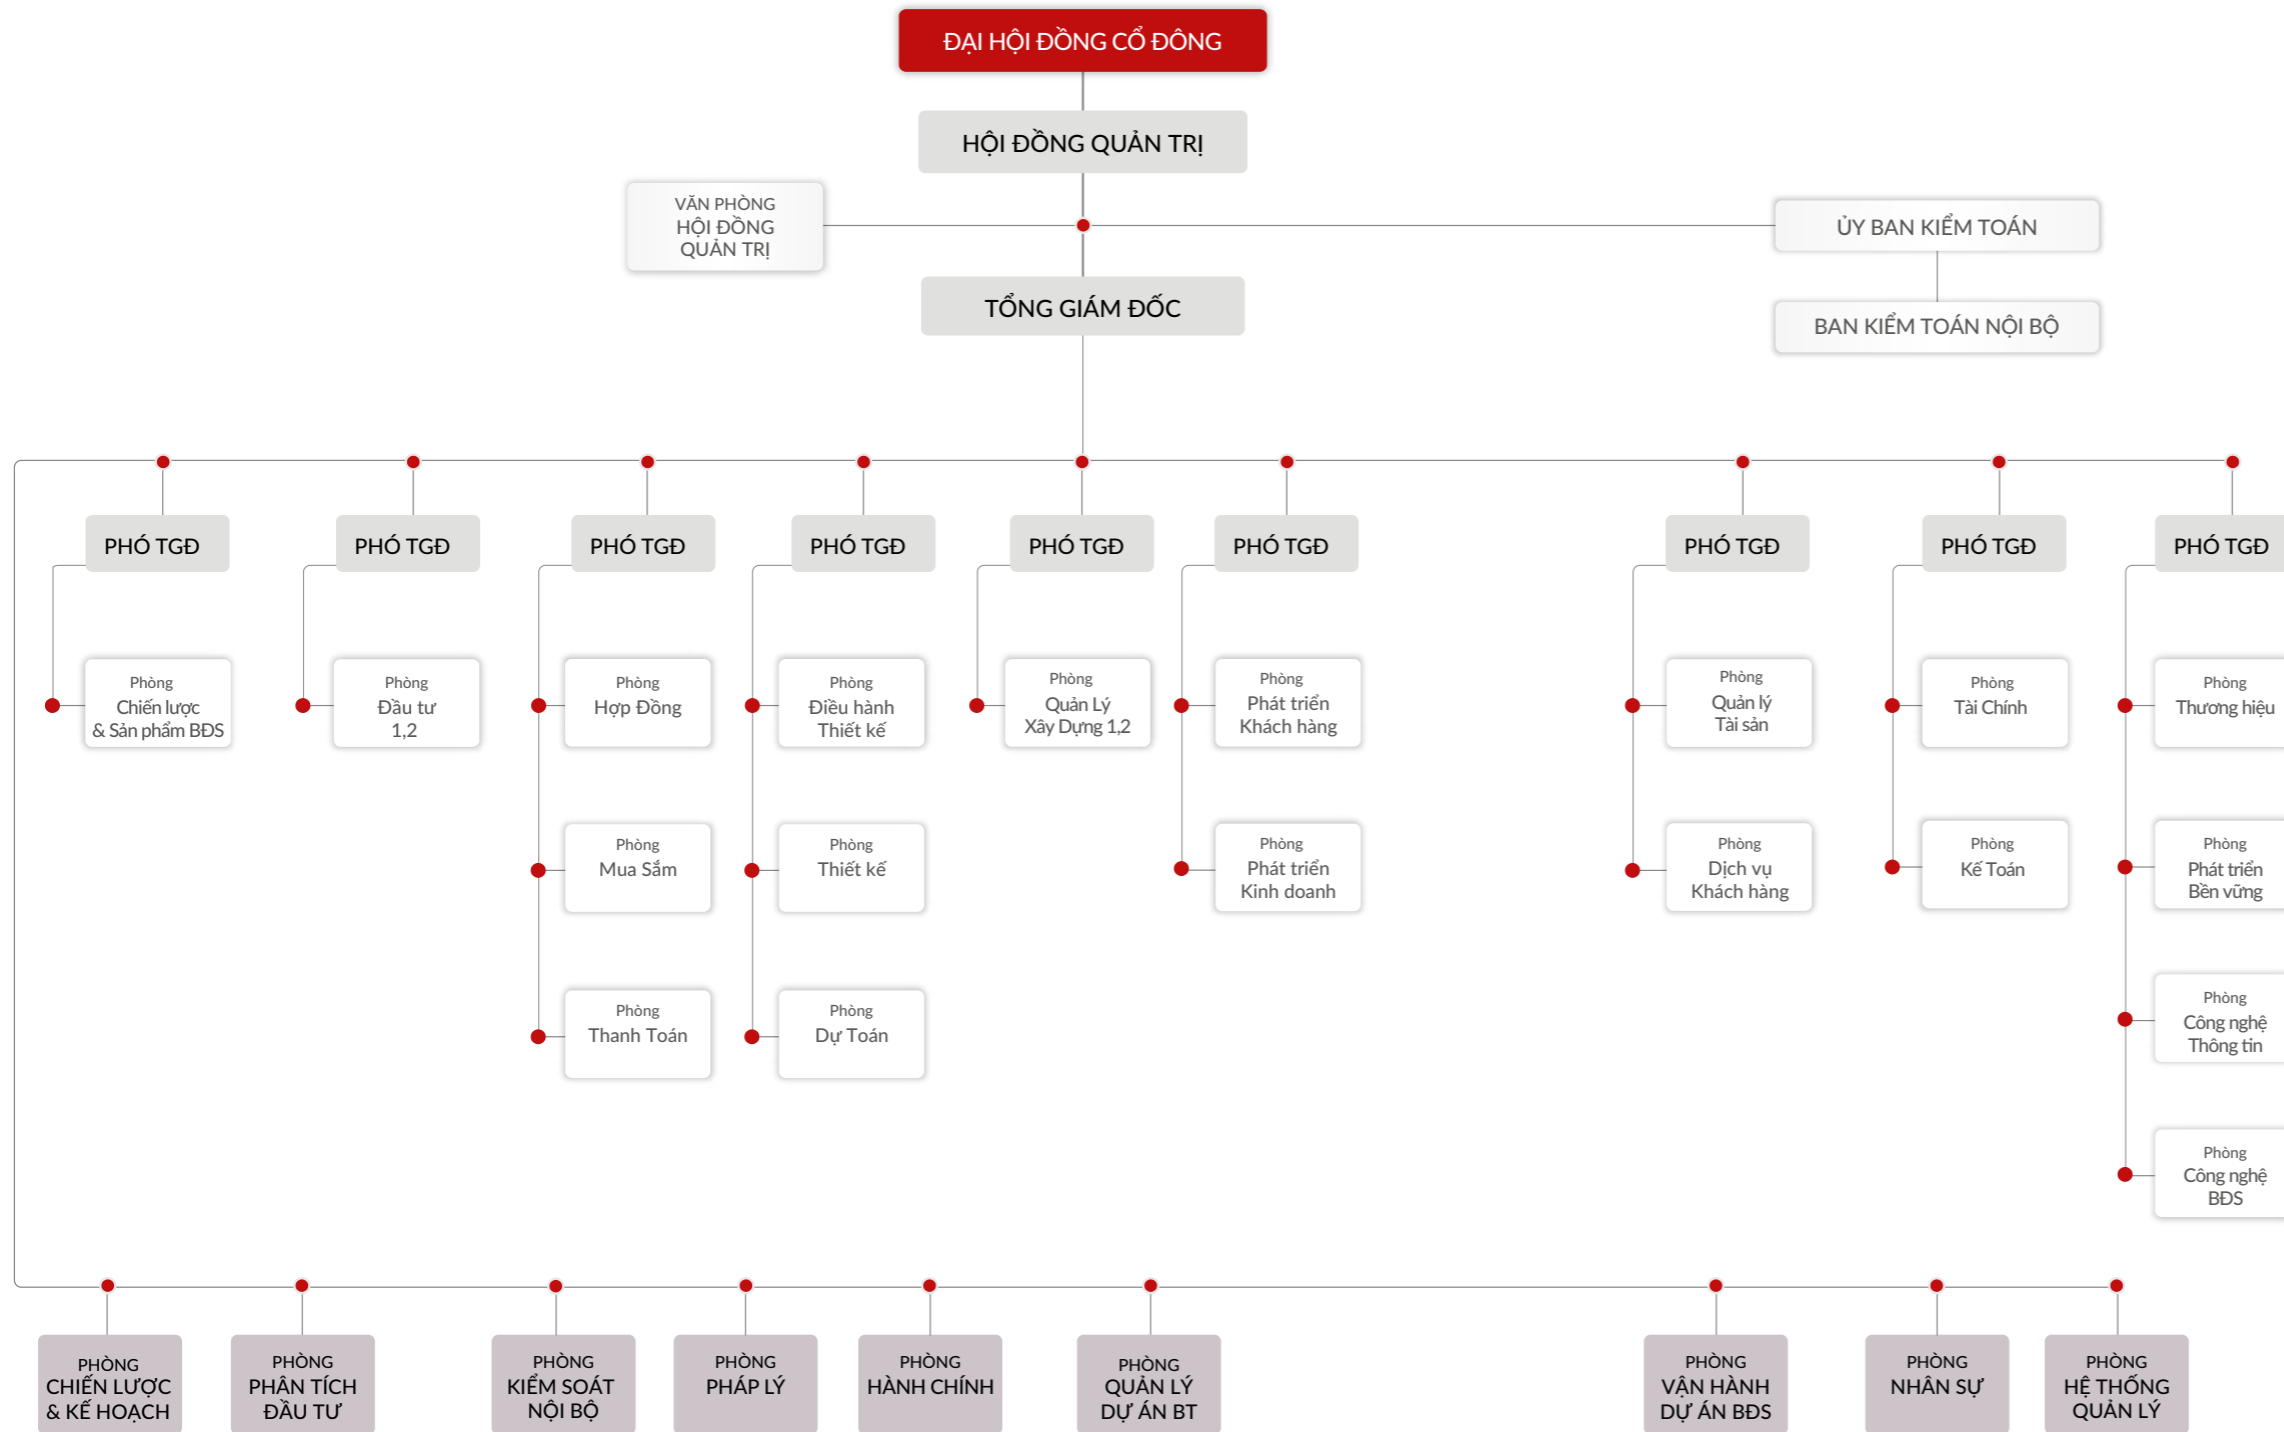 ĐẠI HỘI ĐỒNG CỔ ĐÔNG
HỘI ĐỒNG QUẢN TRỊ
VĂN PHÒNG
HỘI ĐỒNG
QUẢN TRỊ
ỦY BAN KIỂM TOÁN
TỔNG GIÁM ĐỐC
BAN KIỂM TOÁN NỘI BỘ
PHÓ TGĐ
PHÓ TGĐ
PHÓ TGĐ
PHÓ TGĐ
PHÓ TGĐ
PHÓ TGĐ
PHÓ TGĐ
PHÓ TGĐ
PHÓ TGĐ
Phòng
Chiến lược
& Sản phẩm BĐS
Phòng
Đầu tư
1,2
Phòng
Hợp Đồng
Phòng
Điều hành
Thiết kế
Phòng
Quản Lý
Xây Dựng 1,2
Phòng
Phát triển
Khách hàng
Phòng
Quản lý
Tài sản
Phòng
Tài Chính
Phòng
Thương hiệu
Phòng
Mua Sắm
Phòng
Thiết kế
Phòng
Phát triển
Kinh doanh
Phòng
Dịch vụ
Khách hàng
Phòng
Kế Toán
Phòng
Phát triển
Bền vững
Phòng
Thanh Toán
Phòng
Dự Toán
Phòng
Công nghệ
Thông tin
Phòng
Công nghệ
BĐS
PHÒNG
CHIẾN LƯỢC
& KẾ HOẠCH
PHÒNG
PHÂN TÍCH
ĐẦU TƯ
PHÒNG
KIỂM SOÁT
NỘI BỘ
PHÒNG
PHÁP LÝ
PHÒNG
HÀNH CHÍNH
PHÒNG
QUẢN LÝ
DỰ ÁN BT
PHÒNG
VẬN HÀNH
DỰ ÁN BĐS
PHÒNG
NHÂN SỰ
PHÒNG
HỆ THỐNG
QUẢN LÝ